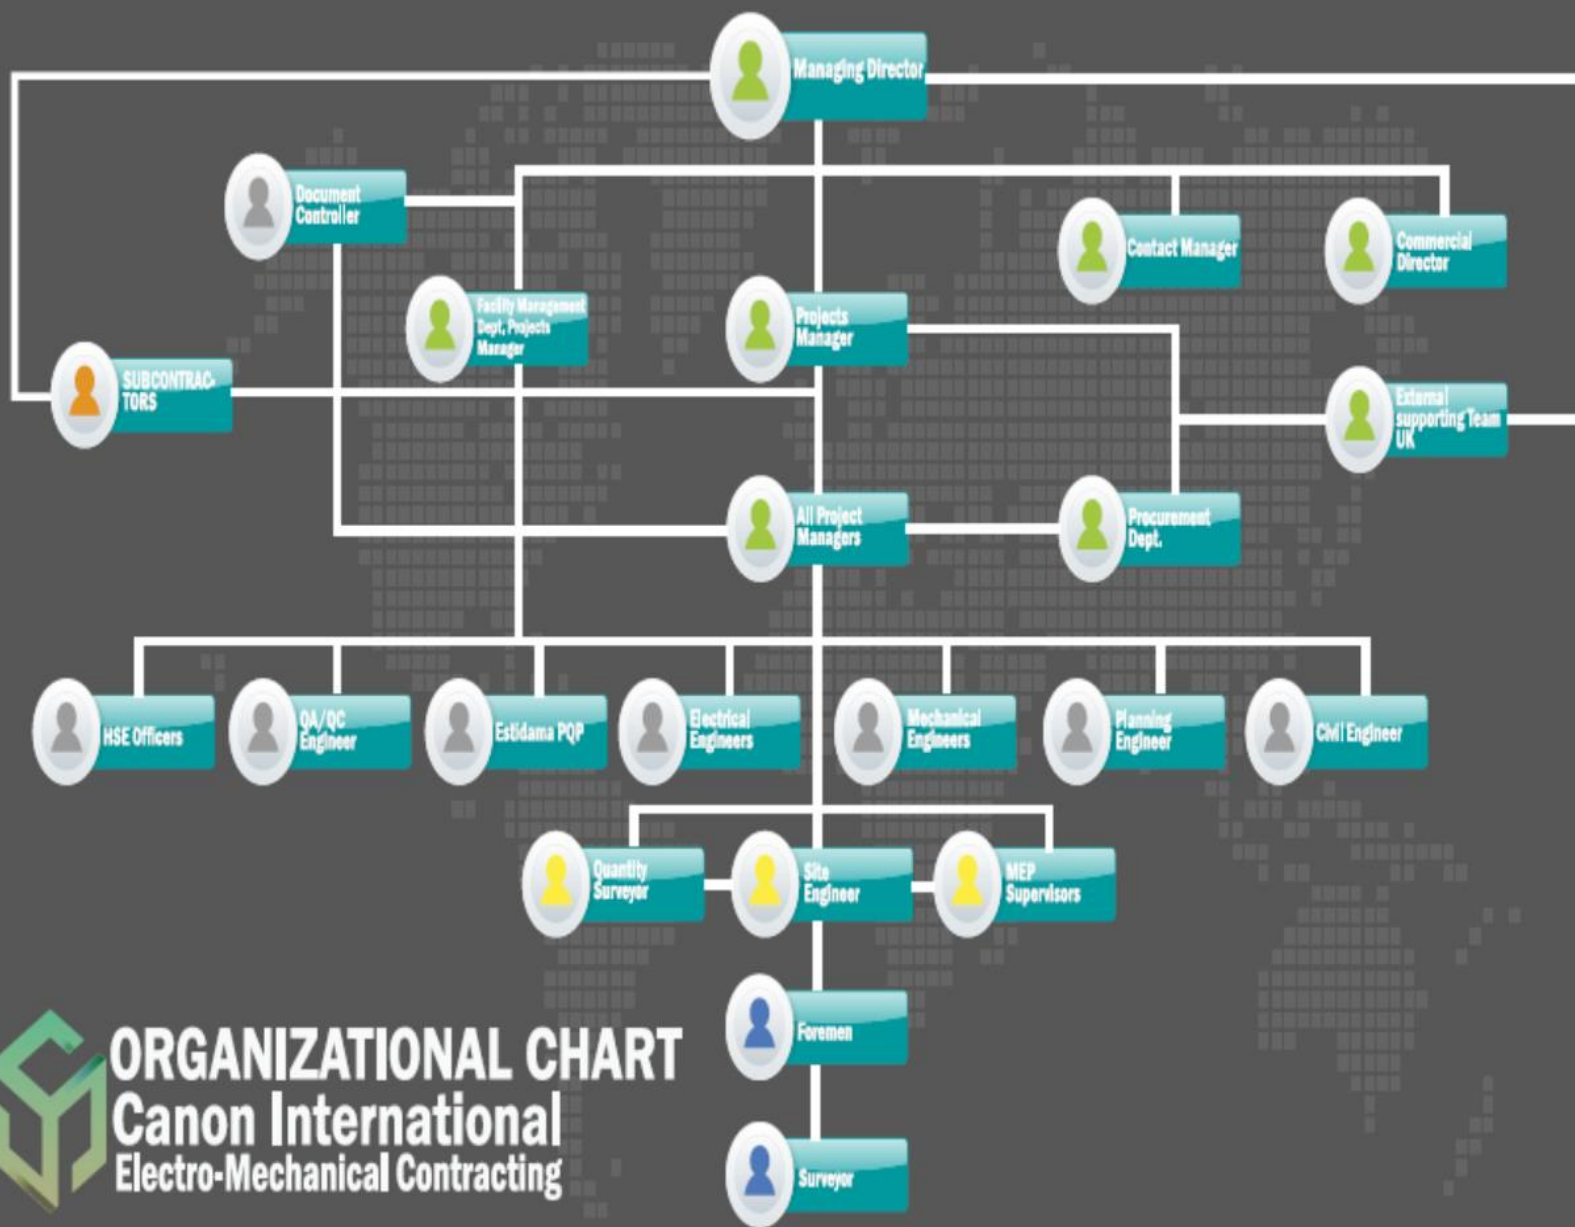 Managing Director
Document
Controller
Contact Manager
Commercial
Director
Facility Management
Dept, Projects
Manager
Projects
Manager
SUBCONTRAC-
TORS
External
supporting Team
UK
All Project
Managers
Procurement
Dept.
HSE Officers
QA/QC
Engineer
Estidama PQP
Electrical
Engineers
Mechanical
Engineers
Planning
Engineer
Civil Engineer
Quantity
Surveyor
Site
Engineer
MEP
Supervisors
Foremen
Surveyor
ORGANIZATIONAL CHART
Canon International
Electro-Mechanical Contracting